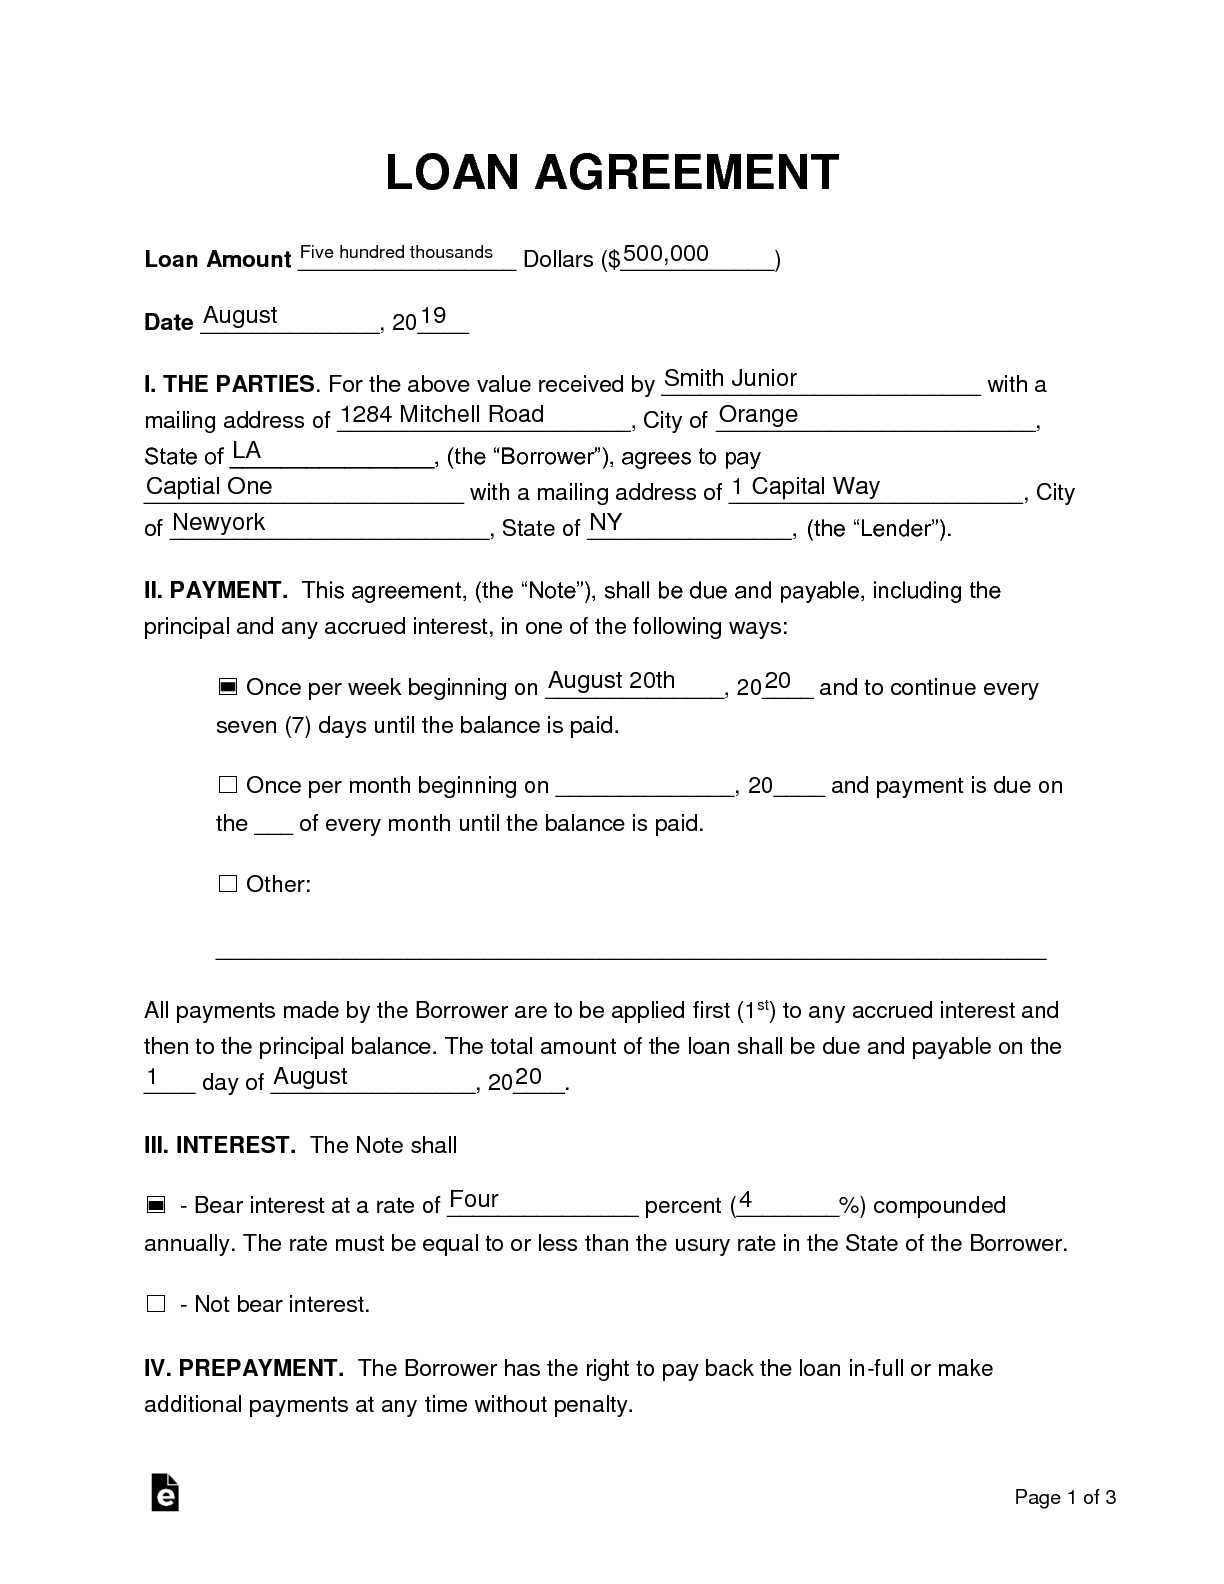 LOAN AGREEMENT
Loan Amount Five hundred thousands Dollars ($500,000)
Date August, 2019
I. THE PARTIES. For the above value received by Smith Junior with a
mailing address of 1284 Mitchell Road, City of Orange,
State of LA, (the “Borrower”), agrees to pay
Captial One with a mailing address of 1 Capital Way, City
of Newyork, State of NY, (the “Lender”).
II. PAYMENT. This agreement, (the “Note”), shall be due and payable, including the
principal and any accrued interest, in one of the following ways:
Once per week beginning on August 20th, 2020 and to continue every
seven (7) days until the balance is paid.
☐ Once per month beginning on ______________, 20____ and payment is due on
the ___ of every month until the balance is paid.
☐ Other:
All payments made by the Borrower are to be applied first (1st) to any accrued interest and
then to the principal balance. The total amount of the loan shall be due and payable on the
1 day of August, 2020.
III. INTEREST. The Note shall
- Bear interest at a rate of Four percent (4%) compounded
annually. The rate must be equal to or less than the usury rate in the State of the Borrower.
☐ - Not bear interest.
IV. PREPAYMENT. The Borrower has the right to pay back the loan in-full or make
additional payments at any time without penalty.
e
Page 1 of 3